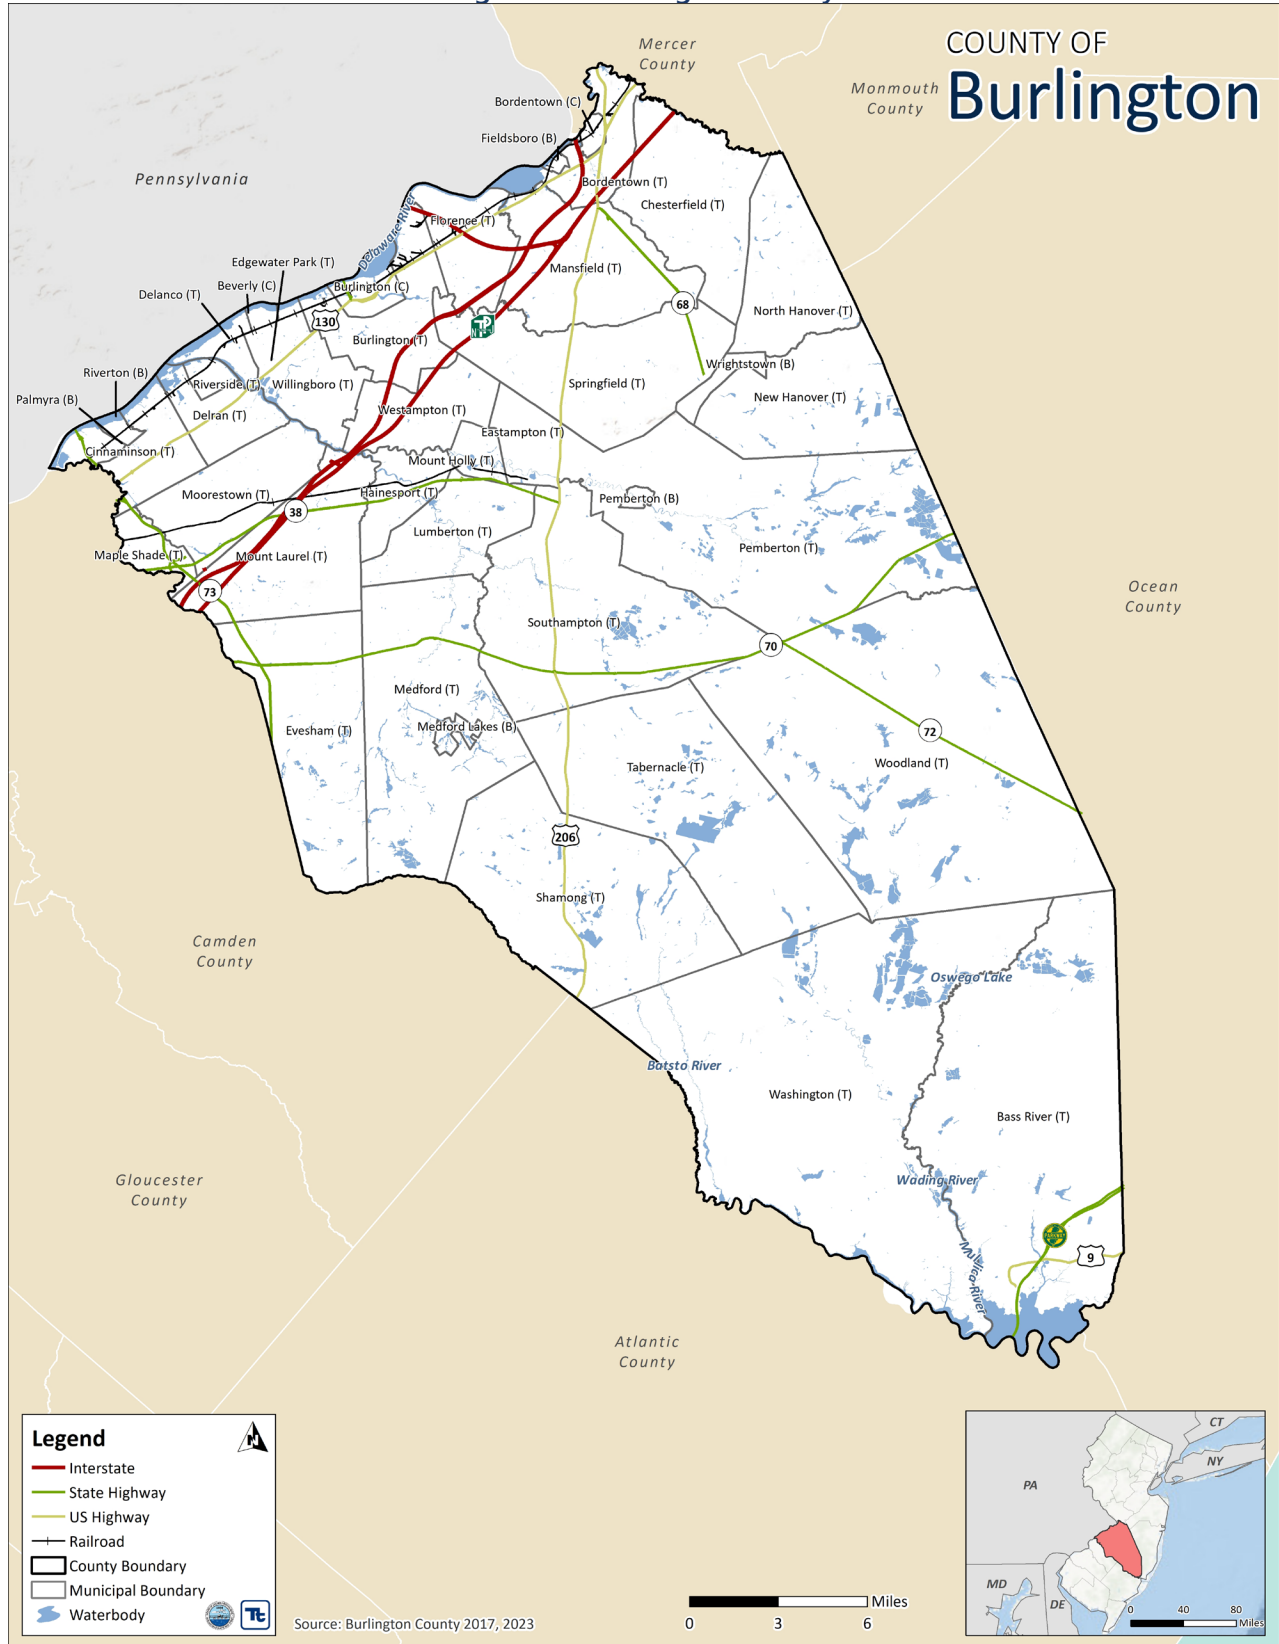 COUNTY OF
Burlington
Mercer
County
Monmouth
County
Pennsylvania
Bordentown (C)
Fieldsboro (B)
Bordentown (T)
Chesterfield (T)
Delaware River
Florence (T)
Mansfield (T)
Edgewater Park (T)
Beverly (C)
Burlington (C)
Delanco (T)
68
North Hanover (T)
130
Burlington (T)
TP
Wrightstown (B)
Riverton (B)
Riverside (T)
Willingboro (T)
Springfield (T)
New Hanover (T)
Palmyra (B)
Delran (T)
Westampton (T)
Eastampton (T)
Cinnaminson (T)
Mount Holly (T)
Moorestown (T)
Hainesport (T)
Pemberton (B)
38
Lumberton (T)
Pemberton (T)
Maple Shade (T)
Mount Laurel (T)
73
Ocean
County
Southampton (T)
70
Medford (T)
Medford Lakes (B)
Evesham (T)
72
Woodland (T)
Tabernacle (T)
206
Shamong (T)
Camden
County
Oswego Lake
Batsto River
Washington (T)
Bass River (T)
Gloucester
County
Wading River
PARKWAY
9
Mullica River
Atlantic
County
Legend
N
Interstate
State Highway
US Highway
Railroad
County Boundary
Municipal Boundary
Waterbody
Tt
Source: Burlington County 2017, 2023
Miles
0 3 6
CT
NY
PA
MD
DE
0 40 80
Miles